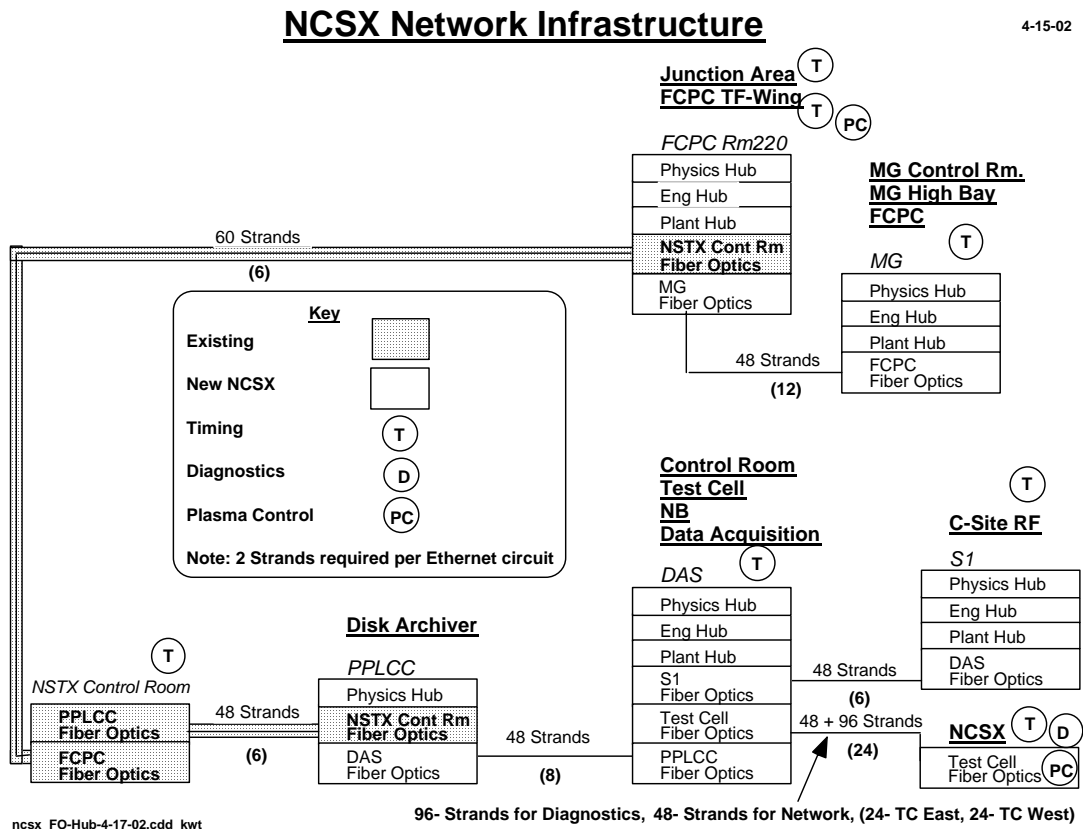 NCSX Network Infrastructure
4-15-02
Junction Area
T
FCPC TF-Wing
T
PC
FCPC Rm220
Physics Hub
Eng Hub
Plant Hub
NSTX Cont Rm
Fiber Optics
MG
Fiber Optics
MG Control Rm.
MG High Bay
FCPC
T
MG
Physics Hub
Eng Hub
Plant Hub
FCPC
Fiber Optics
60 Strands
(6)
48 Strands
(12)
Key
Existing
New NCSX
Timing
T
Diagnostics
D
Plasma Control
PC
Note: 2 Strands required per Ethernet circuit
Control Room
Test Cell
NB
Data Acquisition
T
DAS
Physics Hub
Eng Hub
Plant Hub
S1
Fiber Optics
Test Cell
Fiber Optics
PPLCC
Fiber Optics
T
C-Site RF
S1
Physics Hub
Eng Hub
Plant Hub
DAS
Fiber Optics
48 Strands
(6)
48 + 96 Strands
(24)
NCSX
T
D
Test Cell
Fiber Optics
PC
Disk Archiver
PPLCC
Physics Hub
NSTX Cont Rm
Fiber Optics
DAS
Fiber Optics
48 Strands
(8)
T
NSTX Control Room
PPLCC
Fiber Optics
FCPC
Fiber Optics
48 Strands
(6)
96- Strands for Diagnostics, 48- Strands for Network, (24- TC East, 24- TC West)
ncsx_FO-Hub-4-17-02.cdd kwt